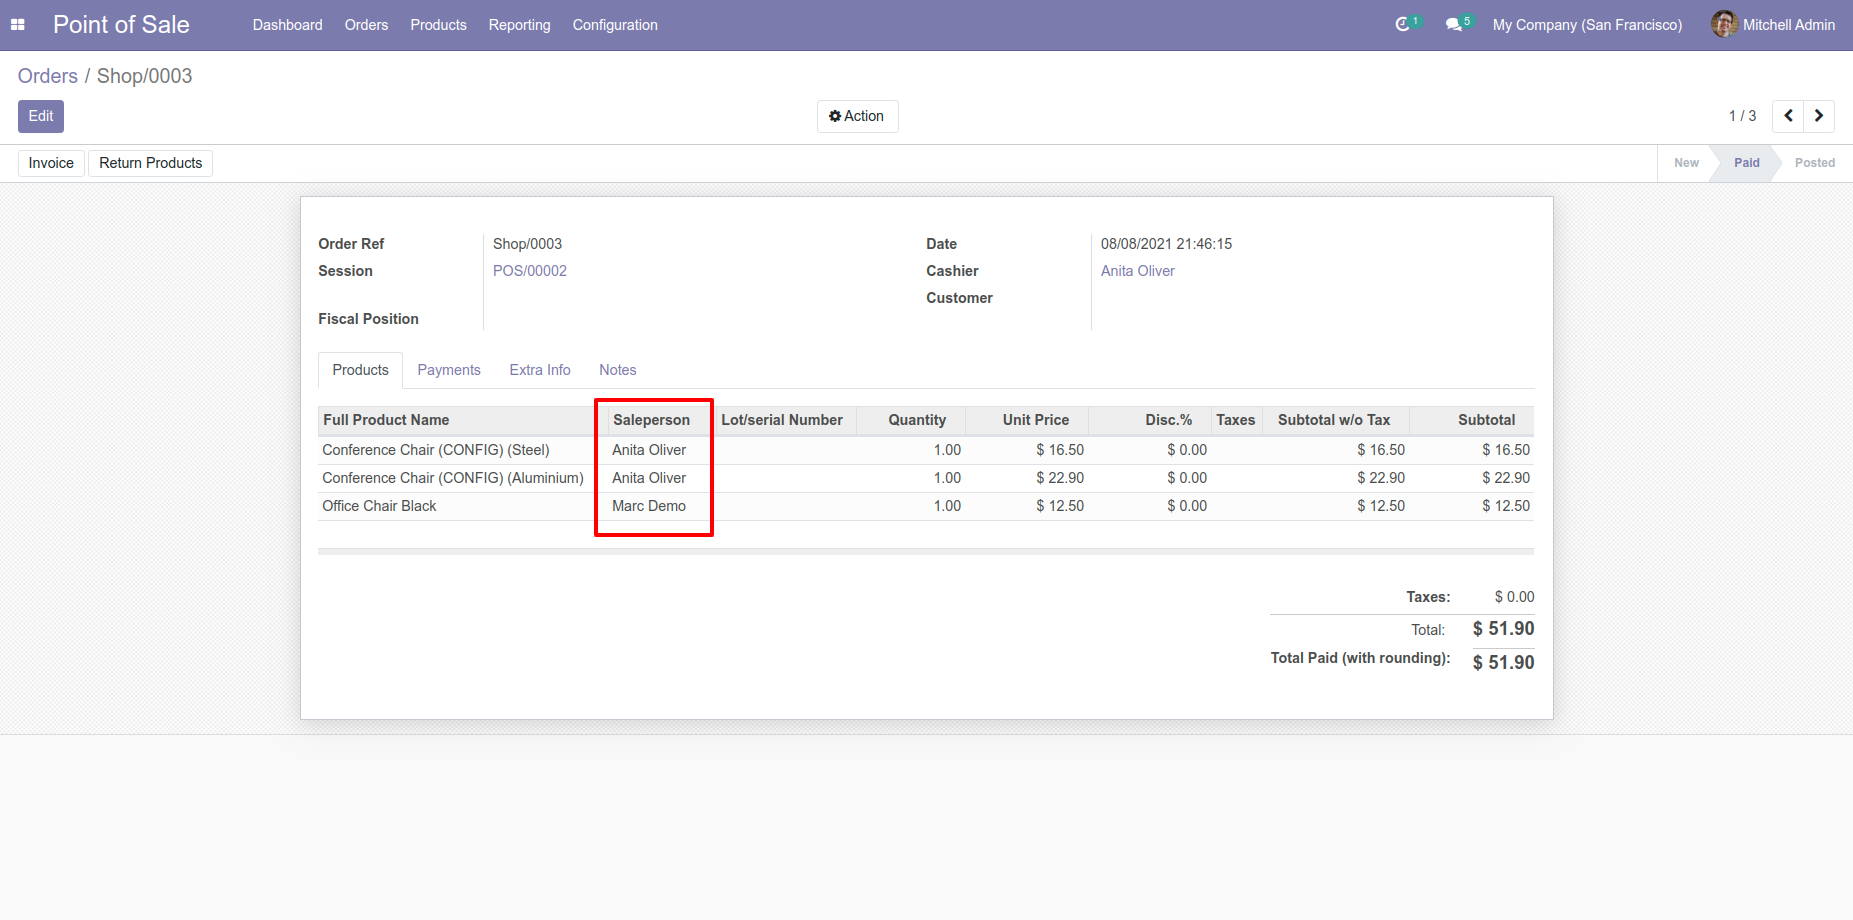 Point of Sale Dashboard Orders Products Reporting Configuration 1 5 My Company (San Francisco) Mitchell Admin
Orders / Shop/0003
Edit Action 1 / 3
Invoice Return Products New Paid Posted
Order Ref Shop/0003 Date 08/08/2021 21:46:15
Session POS/00002 Cashier Anita Oliver
Customer
Fiscal Position
Products Payments Extra Info Notes
Full Product Name Saleperson Lot/serial Number Quantity Unit Price Disc.% Taxes Subtotal w/o Tax Subtotal
Conference Chair (CONFIG) (Steel) Anita Oliver 1.00 $ 16.50 $ 0.00 $ 16.50 $ 16.50
Conference Chair (CONFIG) (Aluminium) Anita Oliver 1.00 $ 22.90 $ 0.00 $ 22.90 $ 22.90
Office Chair Black Marc Demo 1.00 $ 12.50 $ 0.00 $ 12.50 $ 12.50
Taxes: $ 0.00
Total: $ 51.90
Total Paid (with rounding): $ 51.90